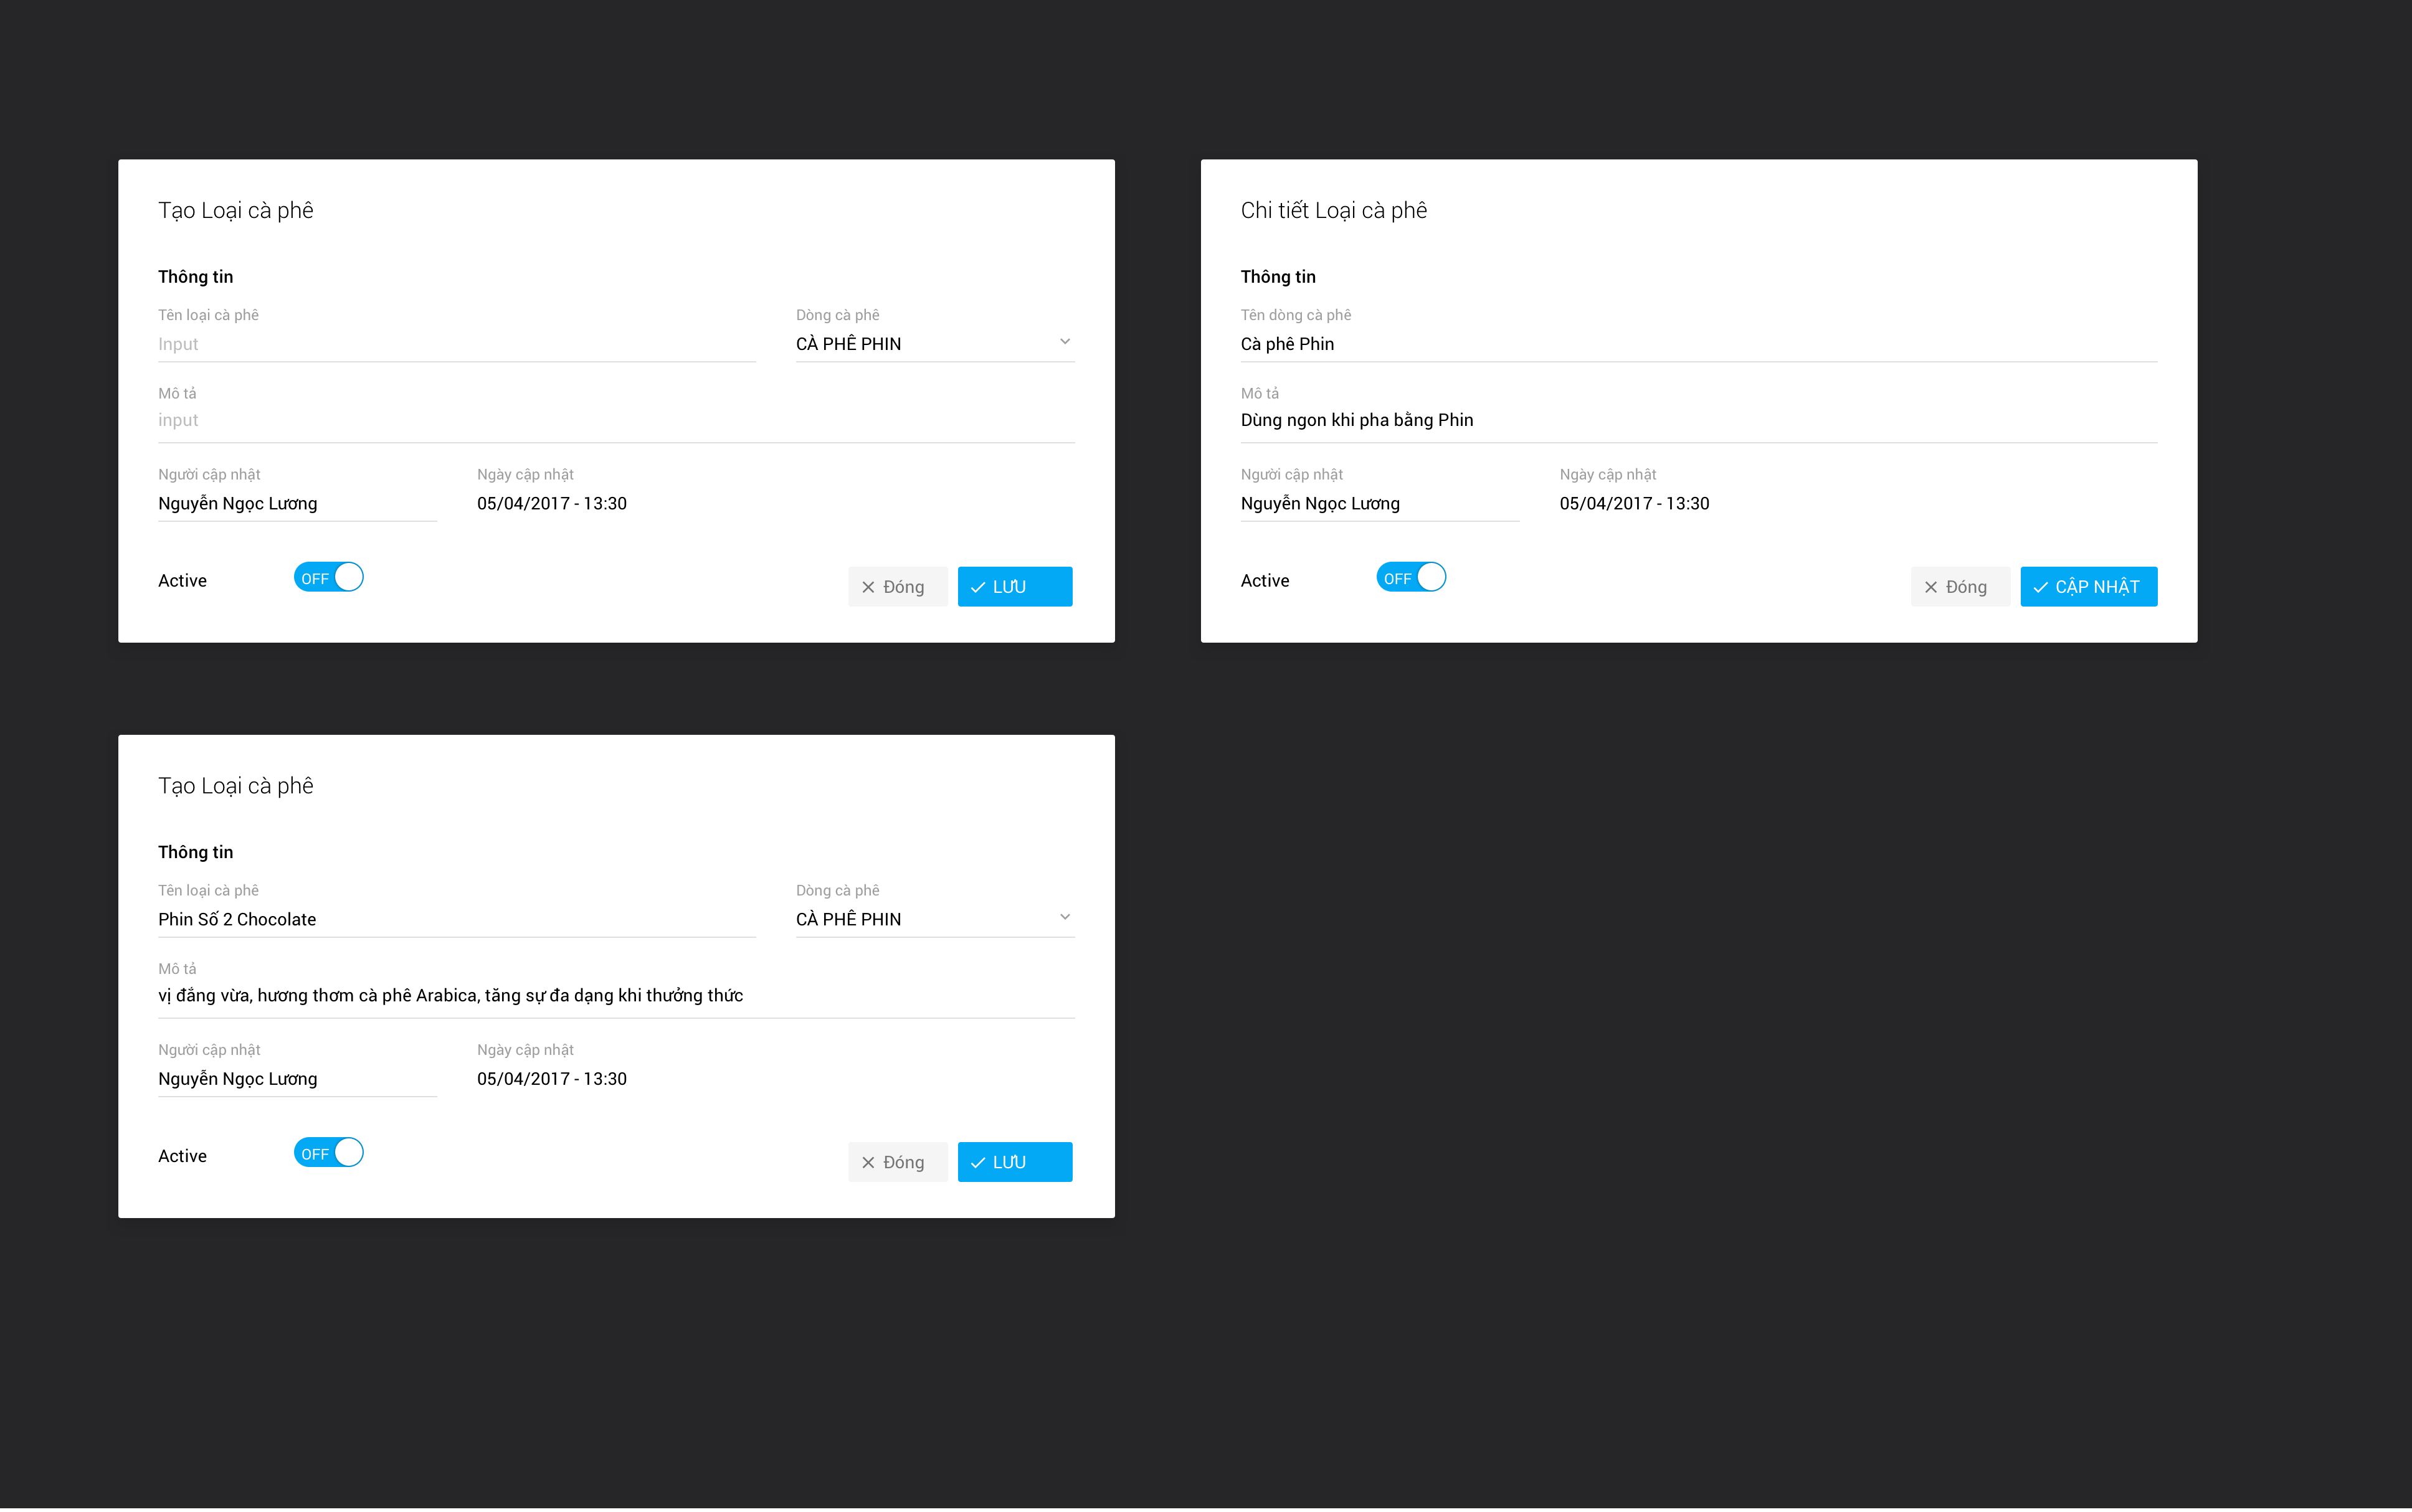 Tạo Loại cà phê
Thông tin
Tên loại cà phê
Dòng cà phê
Input
CÀ PHÊ PHIN
Mô tả
input
Người cập nhật
Ngày cập nhật
Nguyễn Ngọc Lương
05/04/2017 - 13:30
Active
OFF
Đóng
LƯU
Chi tiết Loại cà phê
Thông tin
Tên dòng cà phê
Cà phê Phin
Mô tả
Dùng ngon khi pha bằng Phin
Người cập nhật
Ngày cập nhật
Nguyễn Ngọc Lương
05/04/2017 - 13:30
Active
OFF
Đóng
CẬP NHẬT
Tạo Loại cà phê
Thông tin
Tên loại cà phê
Dòng cà phê
Phin Số 2 Chocolate
CÀ PHÊ PHIN
Mô tả
vị đắng vừa, hương thơm cà phê Arabica, tăng sự đa dạng khi thưởng thức
Người cập nhật
Ngày cập nhật
Nguyễn Ngọc Lương
05/04/2017 - 13:30
Active
OFF
Đóng
LƯU